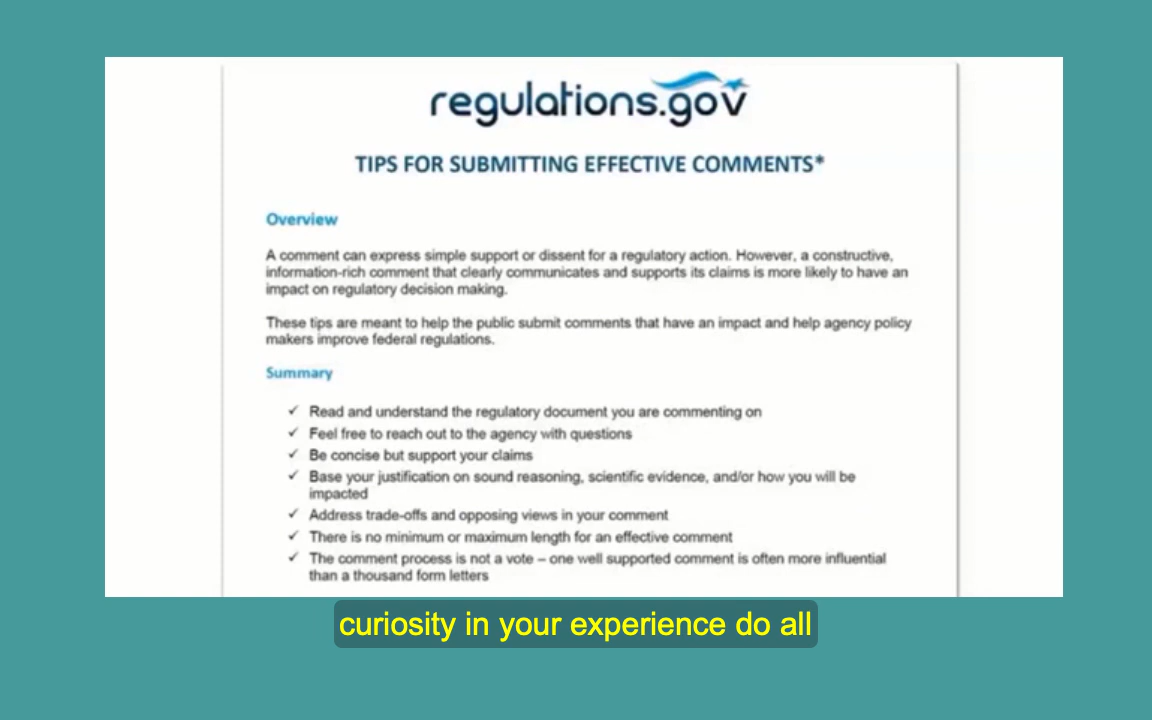 regulations.gov
TIPS FOR SUBMITTING EFFECTIVE COMMENTS*
Overview
A comment can express simple support or dissent for a regulatory action. However, a constructive,
information-rich comment that clearly communicates and supports its claims is more likely to have an
impact on regulatory decision making.
These tips are meant to help the public submit comments that have an impact and help agency policy
makers improve federal regulations.
Summary
✓ Read and understand the regulatory document you are commenting on
✓ Feel free to reach out to the agency with questions
✓ Be concise but support your claims
✓ Base your justification on sound reasoning, scientific evidence, and/or how you will be
impacted
✓ Address trade-offs and opposing views in your comment
✓ There is no minimum or maximum length for an effective comment
✓ The comment process is not a vote – one well supported comment is often more influential
than a thousand form letters
curiosity in your experience do all